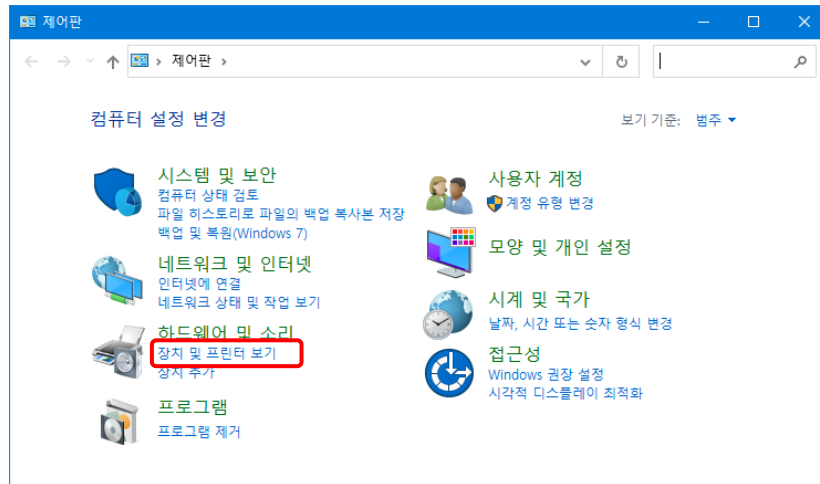 제어판
제어판
컴퓨터 설정 변경
보기 기준: 범주
시스템 및 보안
컴퓨터 상태 검토
파일 히스토리로 파일의 백업 복사본 저장
백업 및 복원(Windows 7)
네트워크 및 인터넷
인터넷에 연결
네트워크 상태 및 작업 보기
하드웨어 및 소리
장치 및 프린터 보기
장치 추가
프로그램
프로그램 제거
사용자 계정
계정 유형 변경
모양 및 개인 설정
시계 및 국가
날짜, 시간 또는 숫자 형식 변경
접근성
Windows 권장 설정
시각적 디스플레이 최적화